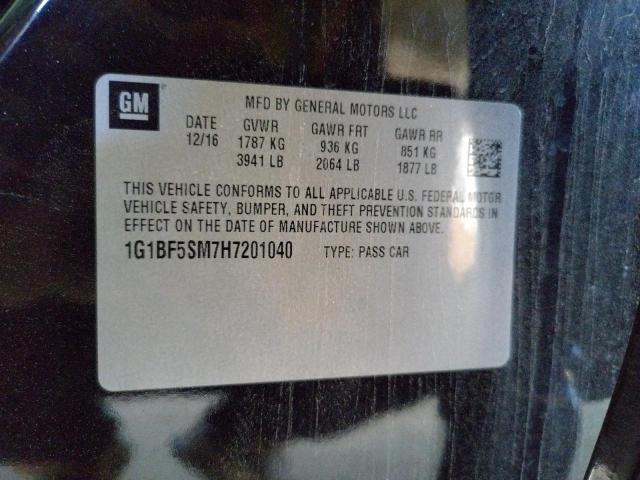 GM
MFD BY GENERAL MOTORS LLC
DATE GVWR GAWR FRT GAWR RR
12/16 1787 KG 936 KG 851 KG
3941 LB 2064 LB 1877 LB
THIS VEHICLE CONFORMS TO ALL APPLICABLE U.S. FEDERAL MOTOR
VEHICLE SAFETY, BUMPER, AND THEFT PREVENTION STANDARDS IN
EFFECT ON THE DATE OF MANUFACTURE SHOWN ABOVE.
1G1BF5SM7H7201040 TYPE: PASS CAR